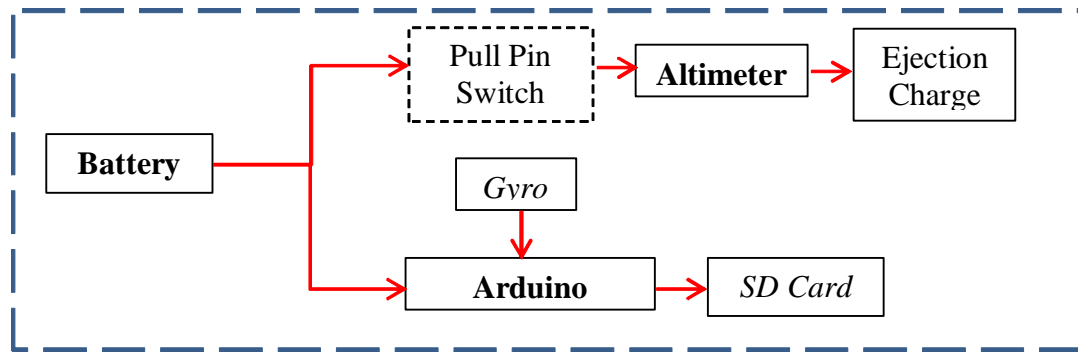 Pull Pin
Switch
Altimeter
Ejection
Charge
Battery
Gyro
Arduino
SD Card